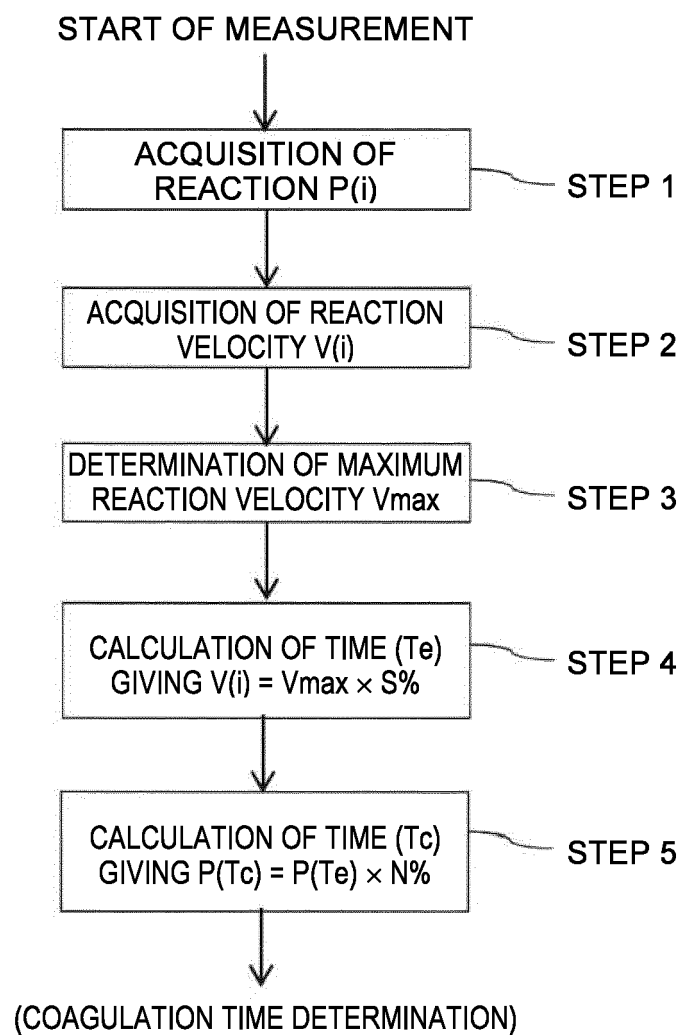 START OF MEASUREMENT
ACQUISITION OF
REACTION P(i)
STEP 1
ACQUISITION OF REACTION
VELOCITY V(i)
STEP 2
DETERMINATION OF MAXIMUM
REACTION VELOCITY Vmax
STEP 3
CALCULATION OF TIME (Te)
GIVING V(i) = Vmax × S%
STEP 4
CALCULATION OF TIME (Tc)
GIVING P(Tc) = P(Te) × N%
STEP 5
(COAGULATION TIME DETERMINATION)